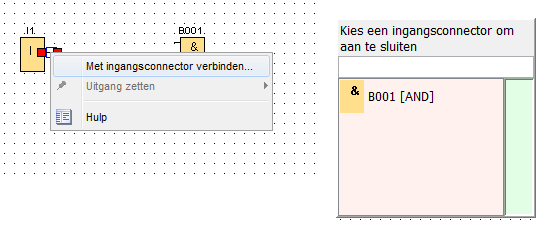 I1
B001
I
&
Met ingangsconnector verbinden...
Uitgang zetten
Hulp
Kies een ingangsconnector om
aan te sluiten
& B001 [AND]